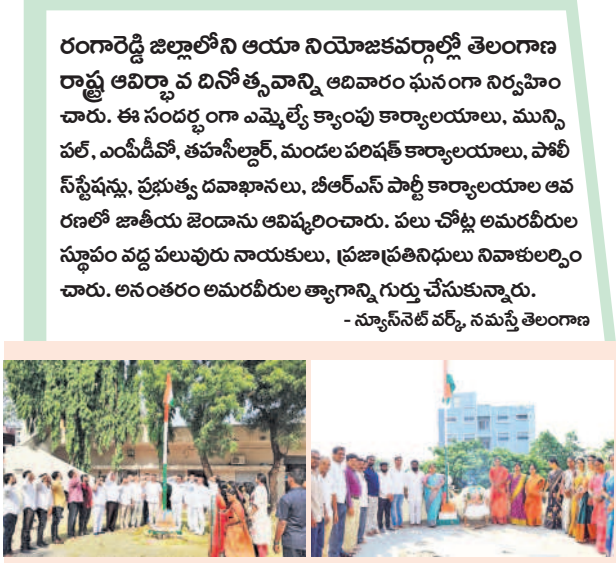 రంగారెడ్డి జిల్లాలోని ఆయా నియోజకవర్గాల్లో తెలంగాణ
రాష్ట్ర ఆవిర్భావ దినోత్సవాన్ని ఆదివారం ఘనంగా నిర్వహిం
చారు. ఈ సందర్భంగా ఎమ్మెల్యే క్యాంపు కార్యాలయాలు, మున్సి
పల్, ఎంపీడీవో, తహసీల్దార్, మండల పరిషత్ కార్యాలయాలు, పోలీ
స్‌స్టేషన్లు, ప్రభుత్వ దవాఖానలు, బీఆర్ఎస్ పార్టీ కార్యాలయాల ఆవ
రణలో జాతీయ జెండాను ఆవిష్కరించారు. పలు చోట్ల అమరవీరుల
స్థూపం వద్ద పలువురు నాయకులు, ప్రజాప్రతినిధులు నివాళులర్పిం
చారు. అనంతరం అమరవీరుల త్యాగాన్ని గుర్తు చేసుకున్నారు.
- న్యూస్‌నెట్ వర్క్, నమస్తే తెలంగాణ